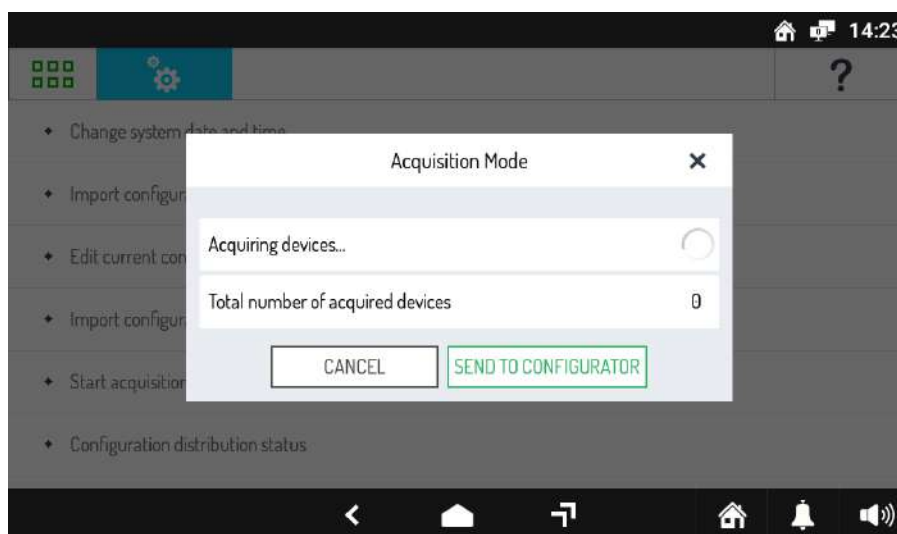 14:23
?
Change system date and time
Acquisition Mode
Import configur
Acquiring devices...
Edit current con
Total number of acquired devices 0
Import configur
CANCEL SEND TO CONFIGURATOR
Start acquisition
Configuration distribution status